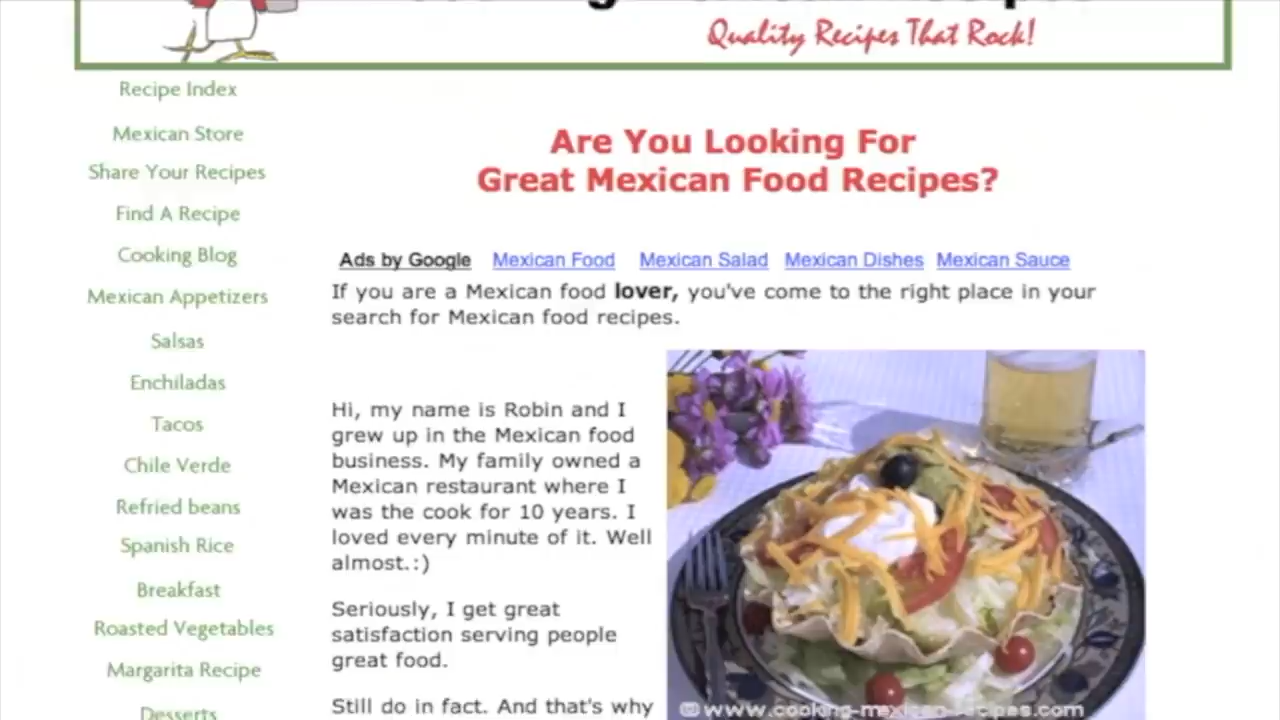 Quality Recipes That Rock!
Recipe Index
Mexican Store
Share Your Recipes
Find A Recipe
Cooking Blog
Mexican Appetizers
Salsas
Enchiladas
Tacos
Chile Verde
Refried beans
Spanish Rice
Breakfast
Roasted Vegetables
Margarita Recipe
Desserts
Are You Looking For
Great Mexican Food Recipes?
Ads by Google Mexican Food Mexican Salad Mexican Dishes Mexican Sauce
If you are a Mexican food lover, you've come to the right place in your
search for Mexican food recipes.
Hi, my name is Robin and I
grew up in the Mexican food
business. My family owned a
Mexican restaurant where I
was the cook for 10 years. I
loved every minute of it. Well
almost.:)
Seriously, I get great
satisfaction serving people
great food.
Still do in fact. And that's why
©www.cooking-mexican-recipes.com